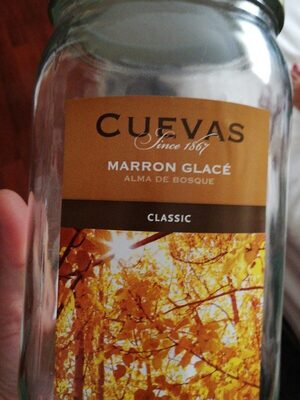 CUEVAS
Since 1867
MARRON GLACÉ
ALMA DE BOSQUE
CLASSIC